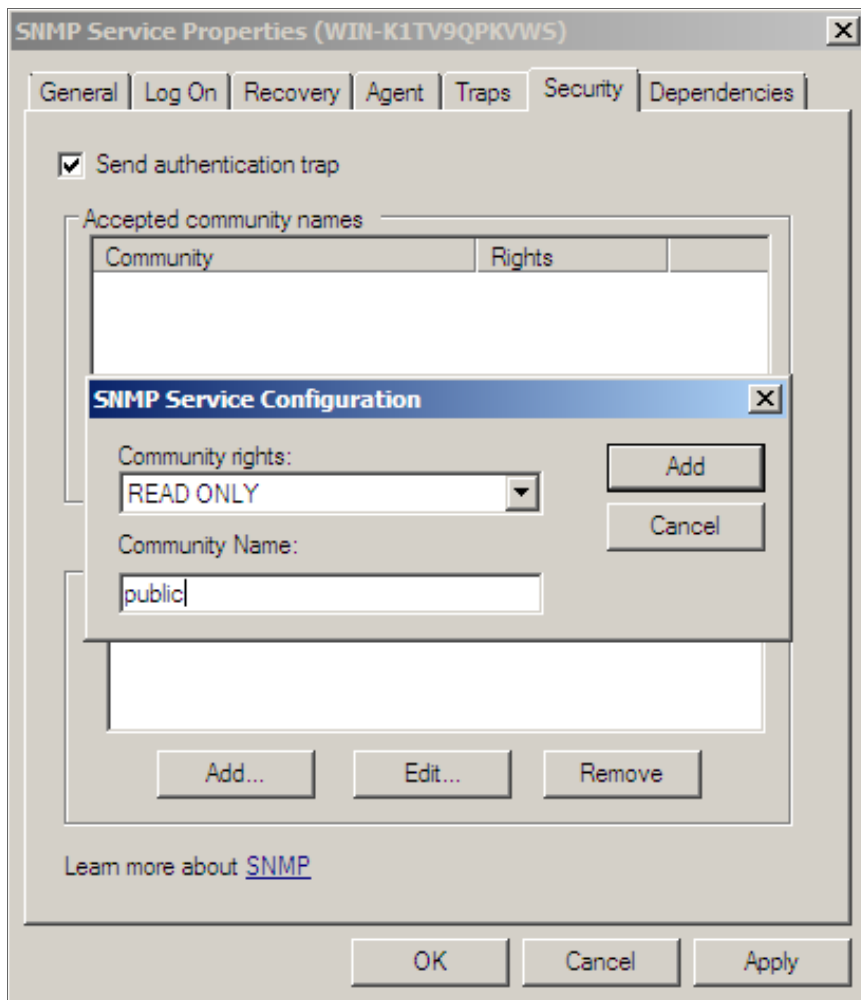 SNMP Service Properties (WIN-K1TV9QPKVWS)
General Log On Recovery Agent Traps Security Dependencies
Send authentication trap
Accepted community names
Community Rights
SNMP Service Configuration
Community rights:
READ ONLY
Add
Cancel
Community Name:
public
Add... Edit... Remove
Learn more about SNMP
OK Cancel Apply